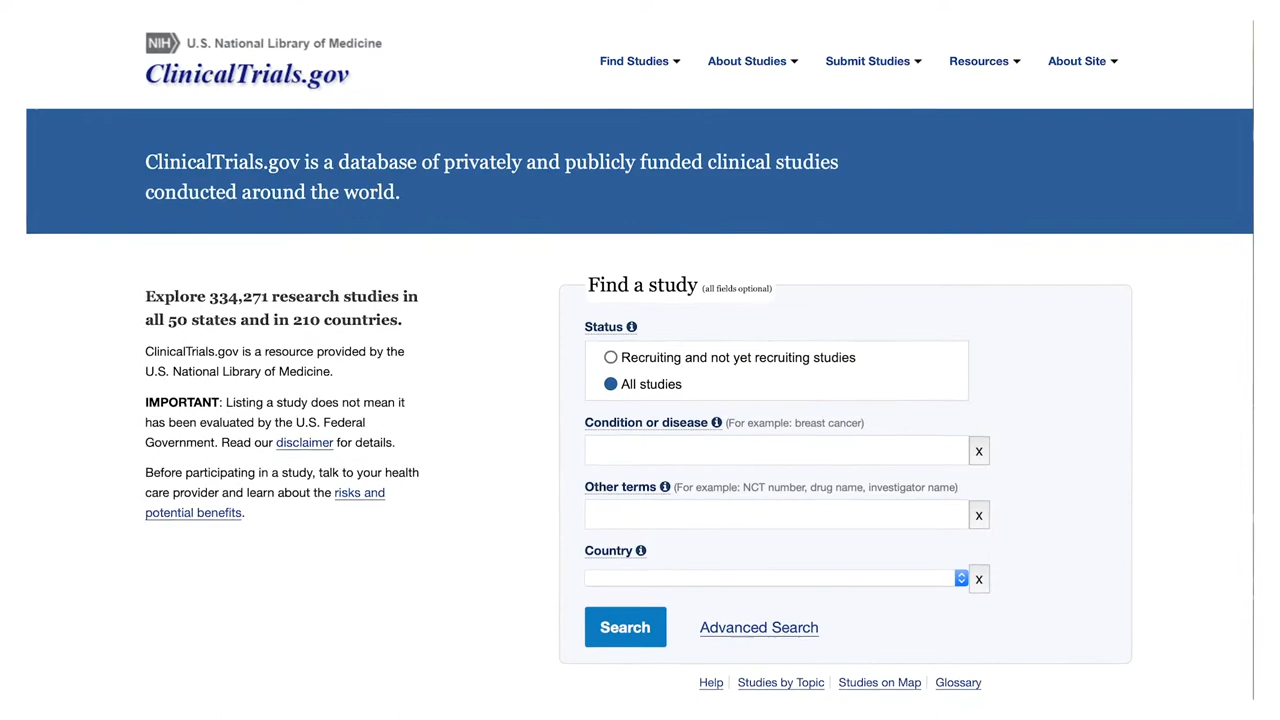 NIH U.S. National Library of Medicine
ClinicalTrials.gov
Find Studies About Studies Submit Studies Resources About Site
ClinicalTrials.gov is a database of privately and publicly funded clinical studies
conducted around the world.
Explore 334,271 research studies in
all 50 states and in 210 countries.
ClinicalTrials.gov is a resource provided by the
U.S. National Library of Medicine.
IMPORTANT: Listing a study does not mean it
has been evaluated by the U.S. Federal
Government. Read our disclaimer for details.
Before participating in a study, talk to your health
care provider and learn about the risks and
potential benefits.
Find a study (all fields optional)
Status
Recruiting and not yet recruiting studies
All studies
Condition or disease (For example: breast cancer)
x
Other terms (For example: NCT number, drug name, investigator name)
x
Country
x
Search Advanced Search
Help Studies by Topic Studies on Map Glossary